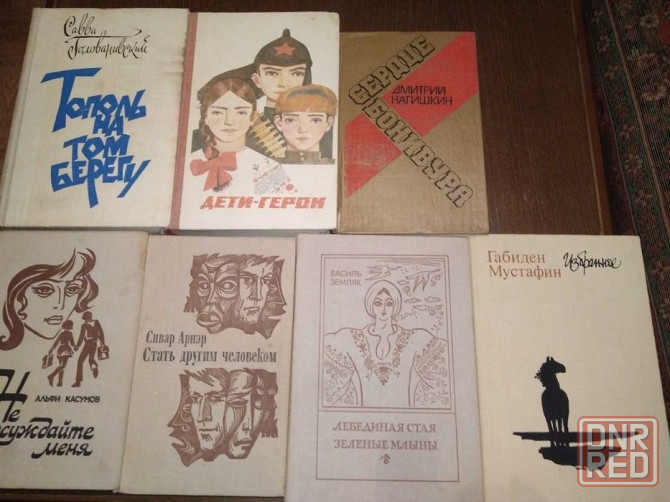 Савва
Голованивский
Тополь
на
том
берегу
ДЕТИ-ГЕРОИ
СЕРДЦЕ
БОНИВУРА
ДМИТРИЙ
НАГИШКИН
АЛЬФИ КАСУМОВ
Не
осуждайте
меня
Сивар Арнэр
Стать другим человеком
ВАСИЛЬ
ЗЕМЛЯК
ЛЕБЕДИНАЯ СТАЯ
ЗЕЛЕНЫЕ МЛЫНЫ
Габиден
Мустафин
Избранное
DNR
RED